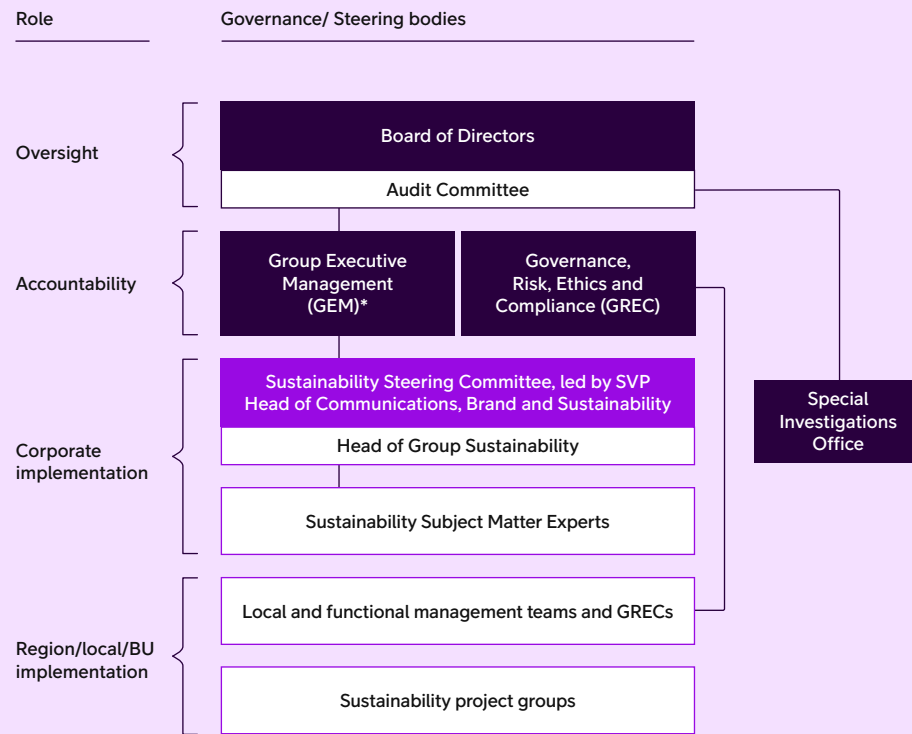 Role
Governance/ Steering bodies
Oversight
Board of Directors
Audit Committee
Accountability
Group Executive
Management
(GEM)*
Governance,
Risk, Ethics and
Compliance (GREC)
Corporate
implementation
Sustainability Steering Committee, led by SVP
Head of Communications, Brand and Sustainability
Head of Group Sustainability
Sustainability Subject Matter Experts
Special
Investigations
Office
Region/local/BU
implementation
Local and functional management teams and GRECs
Sustainability project groups